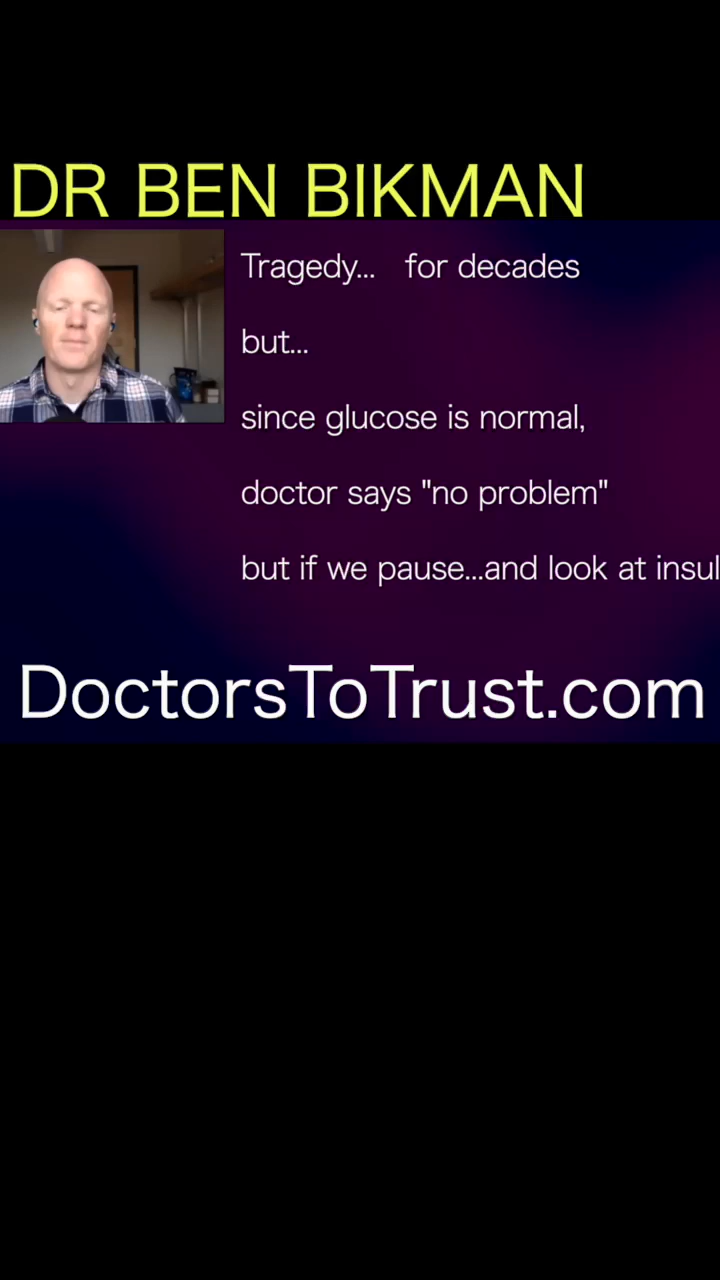 DR BEN BIKMAN
Tragedy... for decades
but...
since glucose is normal,
doctor says "no problem"
but if we pause...and look at insul
DoctorsToTrust.com